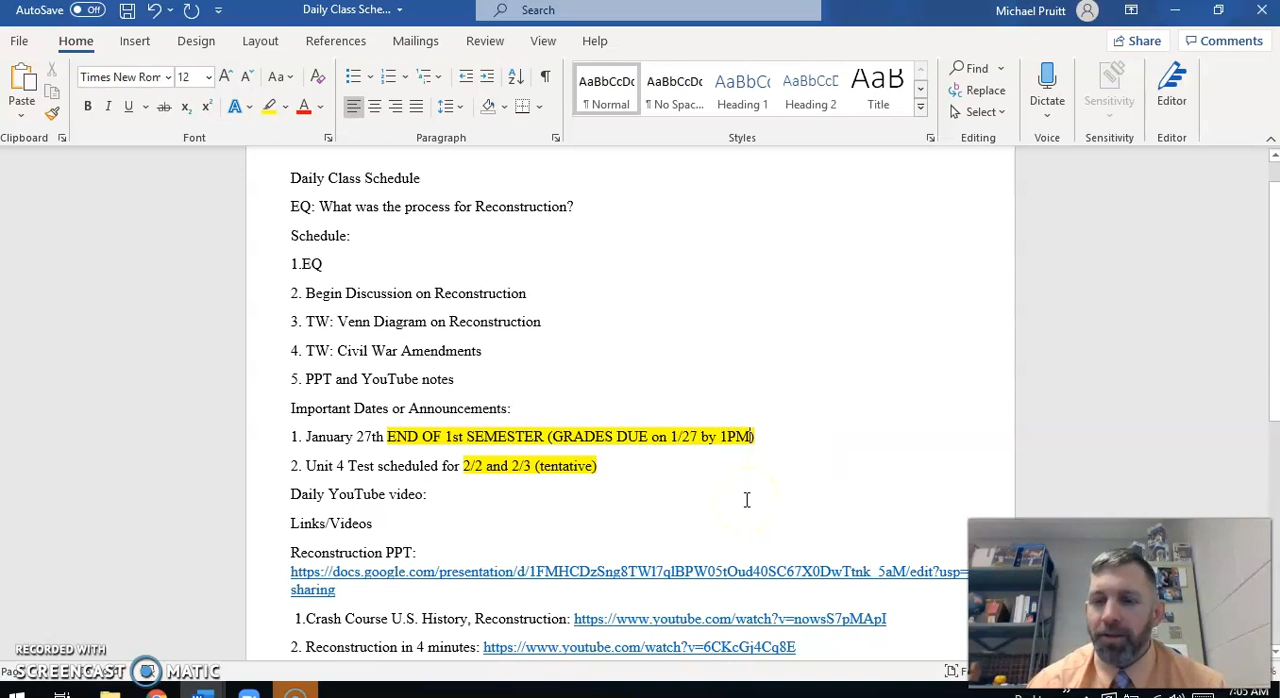 AutoSave Off Daily Class Sche... Search Michael Pruitt
File Home Insert Design Layout References Mailings Review View Help Share Comments
Paste Times New Rom 12 A A Aa A AaBbCcDc AaBbCcDc AaBbCc AaBbCcD AaB Find Replace Select Dictate Sensitivity Editor
B I U ab x₂ x² A A ¶ Normal ¶ No Spac... Heading 1 Heading 2 Title
Clipboard Font Paragraph Styles Editing Voice Sensitivity Editor
Daily Class Schedule
EQ: What was the process for Reconstruction?
Schedule:
1.EQ
2. Begin Discussion on Reconstruction
3. TW: Venn Diagram on Reconstruction
4. TW: Civil War Amendments
5. PPT and YouTube notes
Important Dates or Announcements:
1. January 27th END OF 1st SEMESTER (GRADES DUE on 1/27 by 1PM)
2. Unit 4 Test scheduled for 2/2 and 2/3 (tentative)
Daily YouTube video:
Links/Videos
Reconstruction PPT:
https://docs.google.com/presentation/d/1FMHCDzSng8TWl7qlBPW05tOud40SC67X0DwTtnk_5aM/edit?usp=
sharing
1.Crash Course U.S. History, Reconstruction: https://www.youtube.com/watch?v=nowsS7pMApI
2. Reconstruction in 4 minutes: https://www.youtube.com/watch?v=6CKcGj4Cq8E
RECORDED WITH
SCREENCAST MATIC
7:05 AM